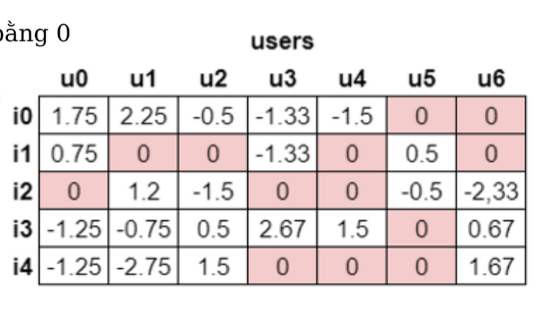 bằng 0
users
u0 u1 u2 u3 u4 u5 u6
i0 1.75 2.25 -0.5 -1.33 -1.5 0 0
i1 0.75 0 0 -1.33 0 0.5 0
i2 0 1.2 -1.5 0 0 -0.5 -2,33
i3 -1.25 -0.75 0.5 2.67 1.5 0 0.67
i4 -1.25 -2.75 1.5 0 0 0 1.67